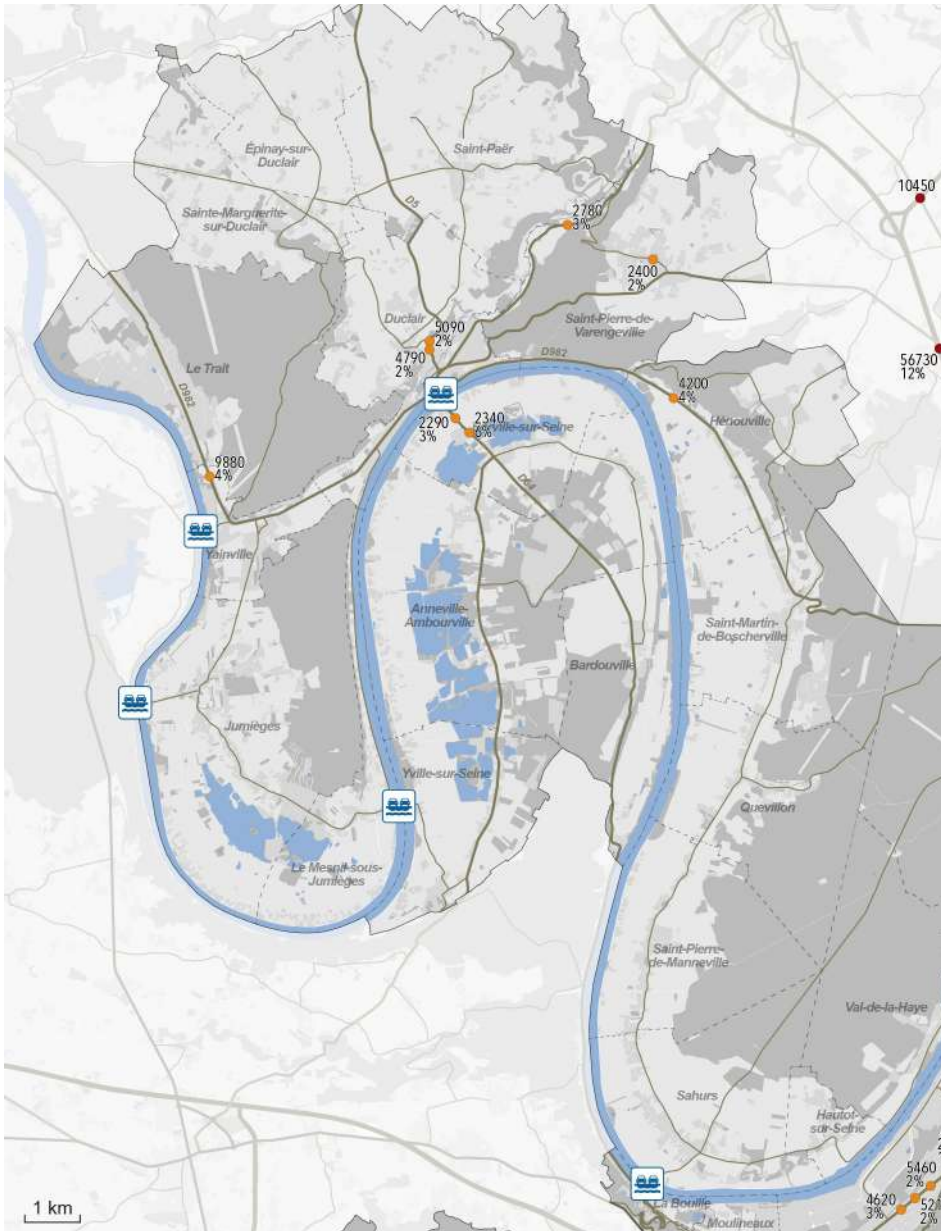 Épinay-sur-
Duclair
Saint-Paër
D5
Sainte-Marguerite-
sur-Duclair
2780
3%
10450
2400
2%
Duclair
5090
2%
4790
2%
Saint-Pierre-de-
Varengeville
D982
56730
12%
Le Trait
D982
4200
4%
Hénouville
2290
3%
2340
rville-sur-Seine
9880
4%
D64
Yainville
Anneville-
Ambourville
Saint-Martin
de-Boscherville
Bardouville
Jumièges
Yville-sur-Seine
Quevillon
Le Mesnil-sous-
Jumièges
Saint-Pierre-
de-Manneville
Val-de-la-Haye
Sahurs
Hautot-
sur-Seine
5460
2%
4620
3%
2%
La Bouille
Moulineaux
1 km